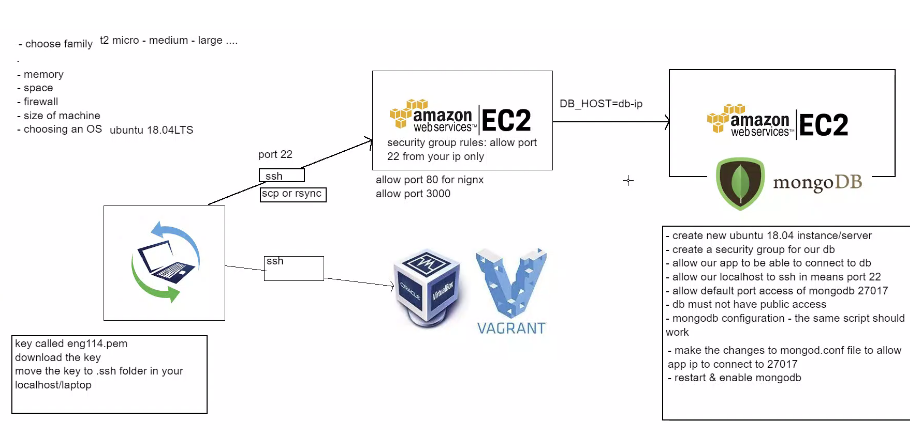 - choose family t2 micro - medium - large ....
.
- memory
- space
- firewall
- size of machine
- choosing an OS ubuntu 18.04LTS
port 22
ssh
scp or rsync
amazon
web services™
EC2
security group rules: allow port
22 from your ip only
allow port 80 for nignx
allow port 3000
DB_HOST=db-ip
amazon
web services™
EC2
mongoDB
ssh
ORACLE
VirtualBox
VAGRANT
key called eng114.pem
download the key
move the key to .ssh folder in your
localhost/laptop
- create new ubuntu 18.04 instance/server
- create a security group for our db
- allow our app to be able to connect to db
- allow our localhost to ssh in means port 22
- allow default port access of mongodb 27017
- db must not have public access
- mongodb configuration - the same script should
work
- make the changes to mongod.conf file to allow
app ip to connect to 27017
- restart & enable mongodb